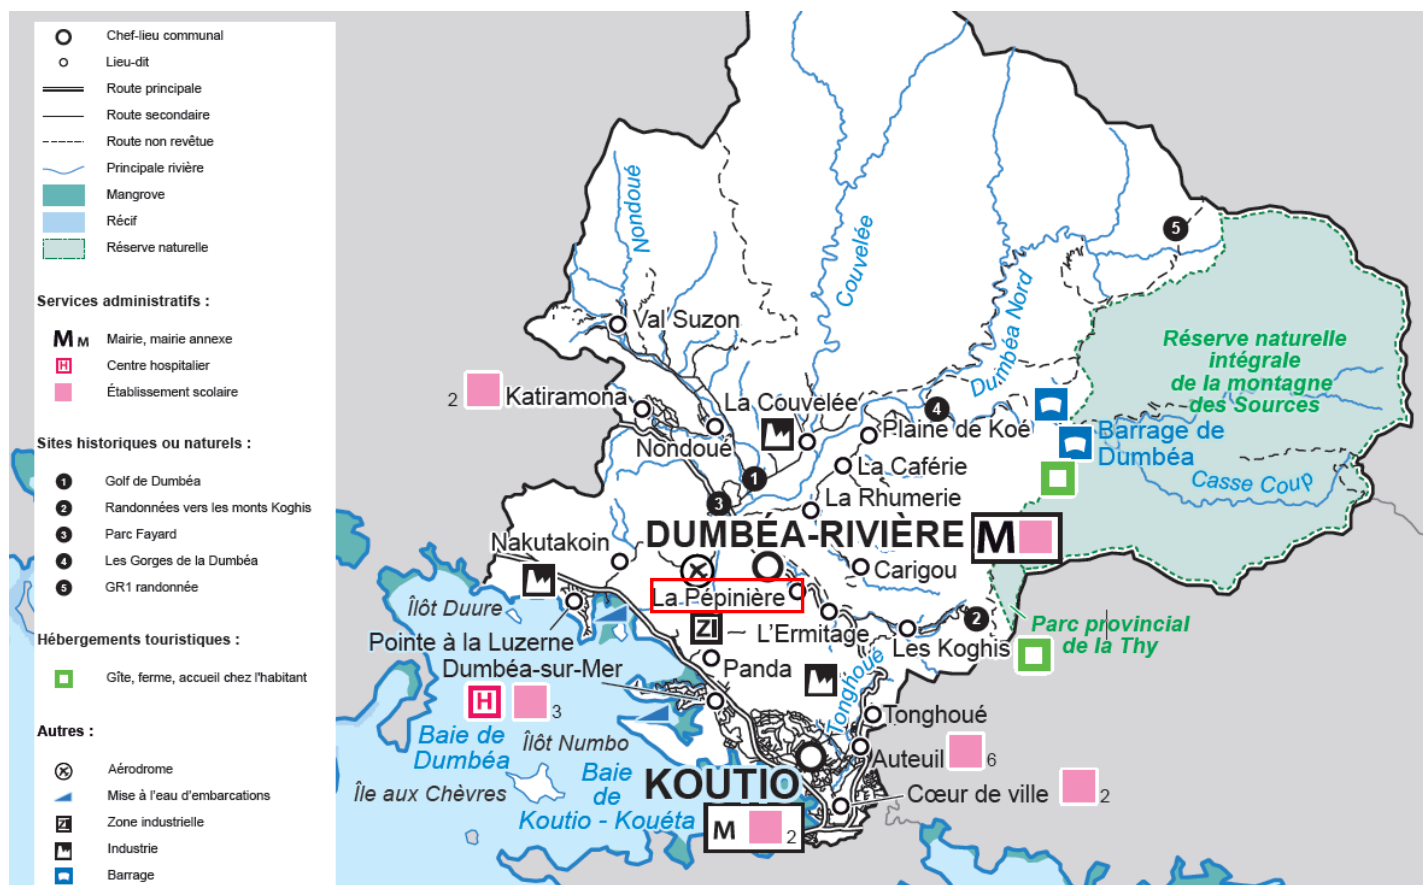 Chef-lieu communal
Lieu-dit
Route principale
Route secondaire
Route non revêtue
Principale rivière
Mangrove
Récif
Réserve naturelle
Services administratifs :
M M Mairie, mairie annexe
H Centre hospitalier
Établissement scolaire
Sites historiques ou naturels :
1 Golf de Dumbéa
2 Randonnées vers les monts Koghis
3 Parc Fayard
4 Les Gorges de la Dumbéa
5 GR1 randonnée
Hébergements touristiques :
Gîte, ferme, accueil chez l'habitant
Autres :
Aérodrome
Mise à l'eau d'embarcations
ZI Zone industrielle
Industrie
Barrage
Nondoué
Couvelée
Dumbéa Nord
5
Val Suzon
Réserve naturelle
intégrale
de la montagne
des Sources
2 Katiramona
La Couvelée
4
Nondoué
Plaine de Koé
Barrage de
Dumbéa
La Caférie
Casse Coup
1
3
La Rhumerie
DUMBÉA-RIVIÈRE M
Nakutakoin
Carigou
La Pépinière
Îlôt Duure
ZI
L'Ermitage
2
Parc provincial
de la Thy
Pointe à la Luzerne
Les Koghis
Dumbéa-sur-Mer
Panda
Tonghoué
H 3
Tonghoué
Baie de
Dumbéa
Îlôt Numbo
Auteuil 6
Île aux Chèvres
Baie
de
Koutio - Kouéta
KOUTIO
Cœur de ville 2
M 2